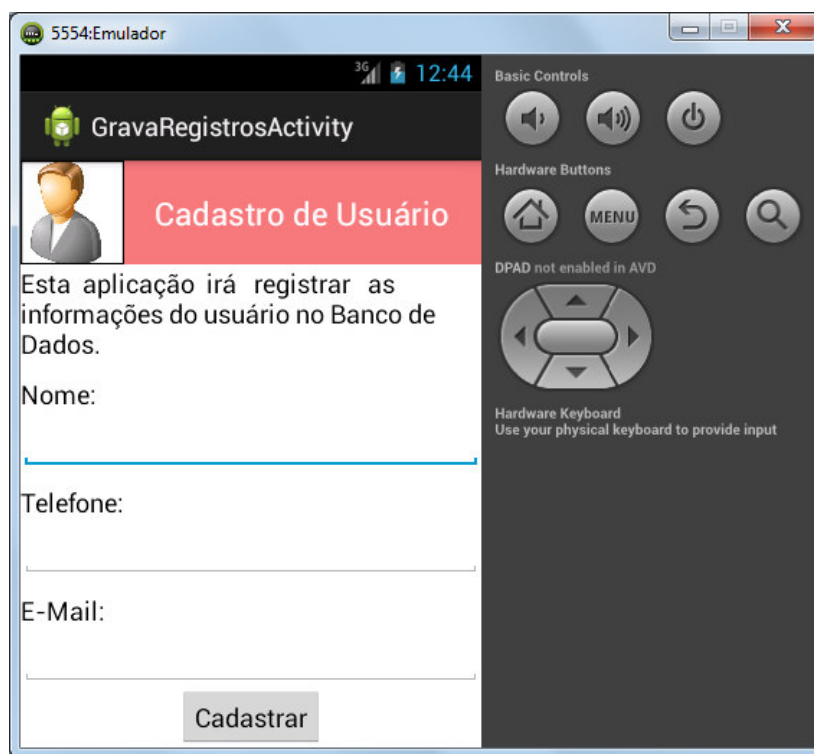 5554:Emulador
3G 12:44
GravaRegistrosActivity
Cadastro de Usuário
Esta aplicação irá registrar as
informações do usuário no Banco de
Dados.
Nome:
Telefone:
E-Mail:
Cadastrar
Basic Controls
Hardware Buttons
MENU
DPAD not enabled in AVD
Hardware Keyboard
Use your physical keyboard to provide input